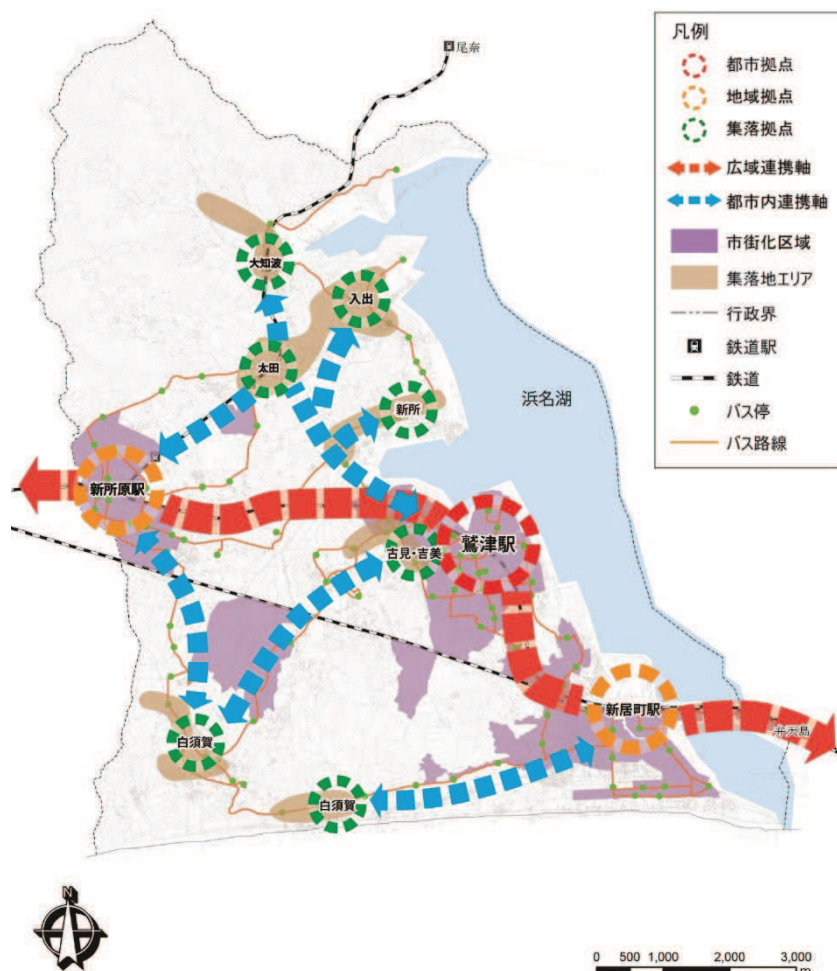 凡例
都市拠点
地域拠点
集落拠点
広域連携軸
都市内連携軸
市街化区域
集落地エリア
行政界
鉄道駅
鉄道
バス停
バス路線
尾奈
大知波
入出
太田
新所
浜名湖
新所原駅
鷲津駅
古見・吉美
新居町駅
弁天島
白須賀
白須賀
N
0 500 1,000 2,000 3,000
m